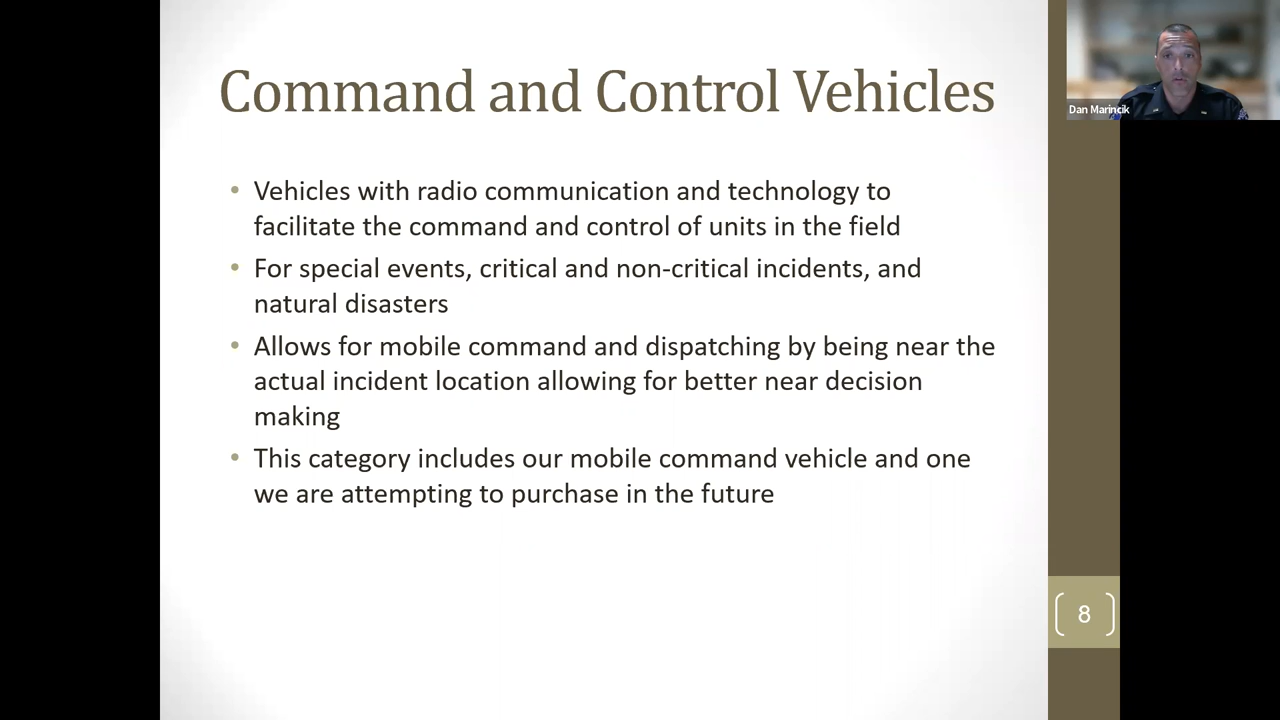 Command and Control Vehicles
Dan Marincik
• Vehicles with radio communication and technology to
facilitate the command and control of units in the field
• For special events, critical and non-critical incidents, and
natural disasters
• Allows for mobile command and dispatching by being near the
actual incident location allowing for better near decision
making
• This category includes our mobile command vehicle and one
we are attempting to purchase in the future
8